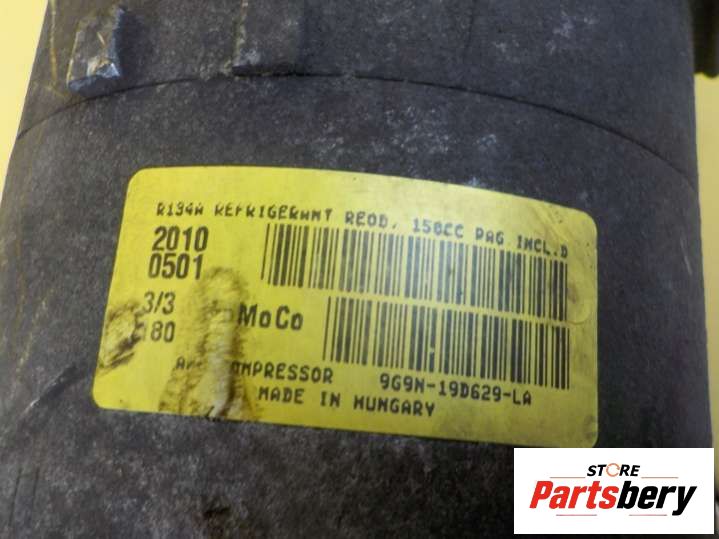 R134A REFRIGERANT REQD, 150CC PAG INCL.D
2010
0501
3/3 MoCo
180
COMPRESSOR 9G9N-19D629-LA
MADE IN HUNGARY
STORE
Partsbery